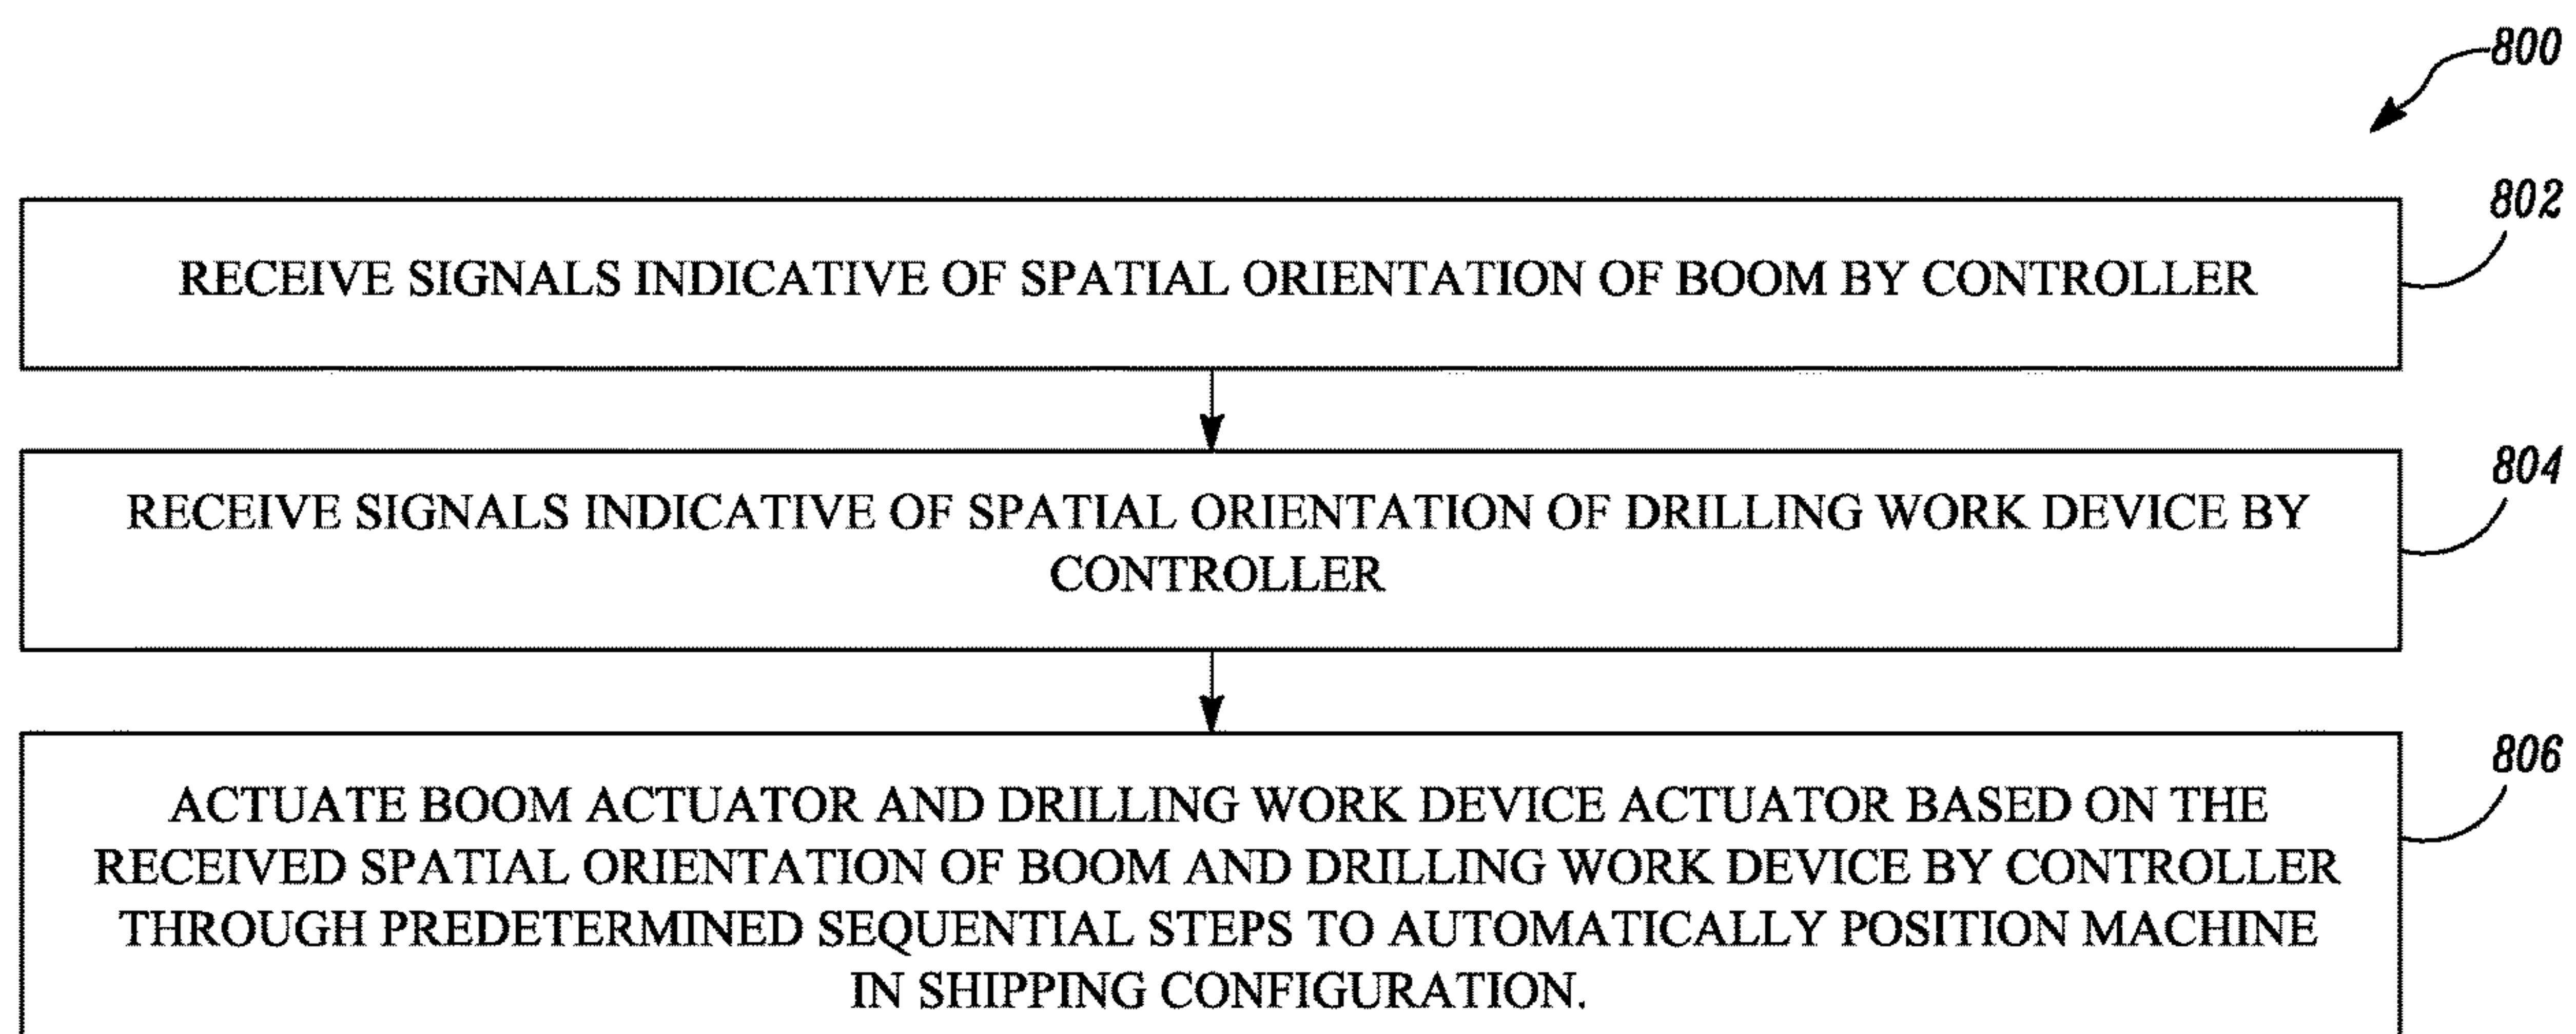 800
802
RECEIVE SIGNALS INDICATIVE OF SPATIAL ORIENTATION OF BOOM BY CONTROLLER
804
RECEIVE SIGNALS INDICATIVE OF SPATIAL ORIENTATION OF DRILLING WORK DEVICE BY
CONTROLLER
806
ACTUATE BOOM ACTUATOR AND DRILLING WORK DEVICE ACTUATOR BASED ON THE
RECEIVED SPATIAL ORIENTATION OF BOOM AND DRILLING WORK DEVICE BY CONTROLLER
THROUGH PREDETERMINED SEQUENTIAL STEPS TO AUTOMATICALLY POSITION MACHINE
IN SHIPPING CONFIGURATION.